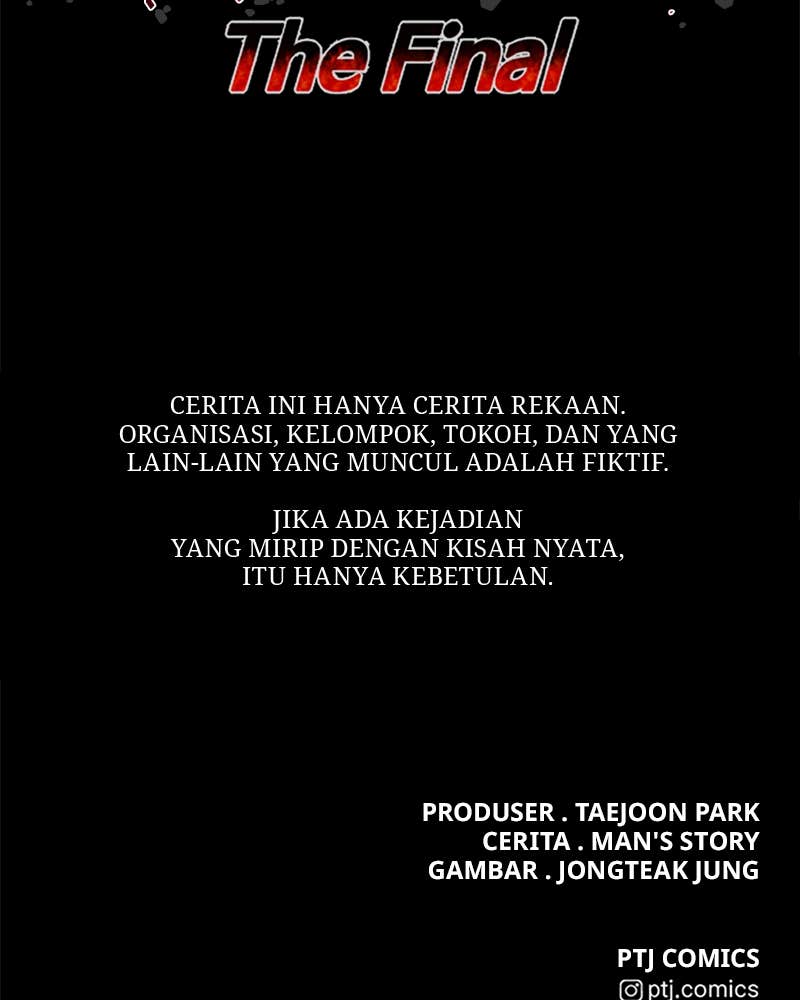 The Final
CERITA INI HANYA CERITA REKAAN.
ORGANISASI, KELOMPOK, TOKOH, DAN YANG
LAIN-LAIN YANG MUNCUL ADALAH FIKTIF.
JIKA ADA KEJADIAN
YANG MIRIP DENGAN KISAH NYATA,
ITU HANYA KEBETULAN.
PRODUSER . TAEJOON PARK
CERITA . MAN'S STORY
GAMBAR . JONGTEAK JUNG
PTJ COMICS
ptj.comics